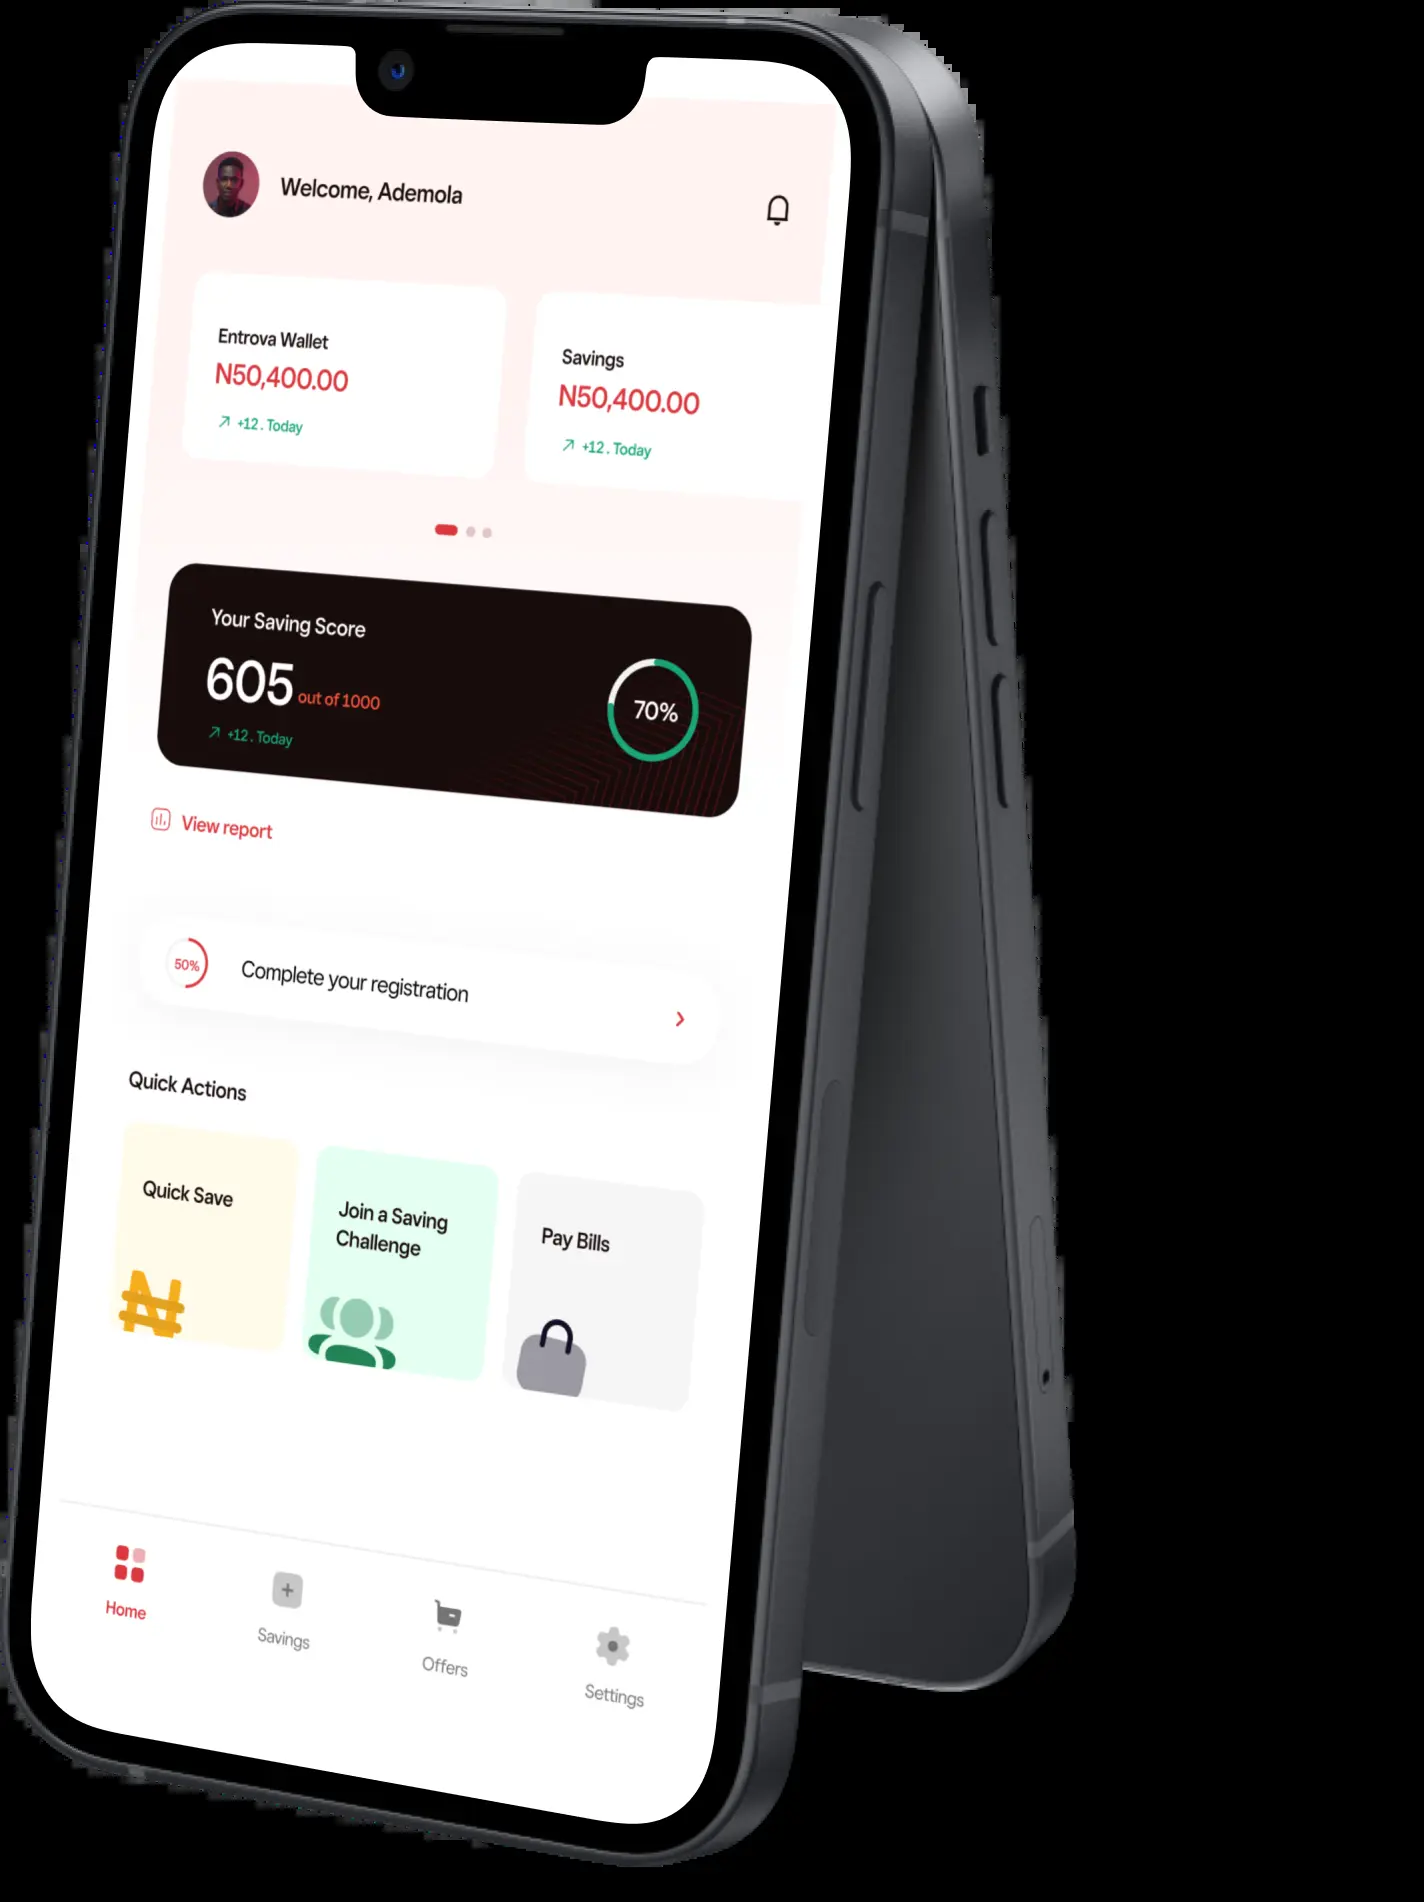 Welcome, Ademola
Entrova Wallet
N50,400.00
+12 . Today
Savings
N50,400.00
+12 . Today
Your Saving Score
605 out of 1000
+12 . Today
70%
View report
50%
Complete your registration
Quick Actions
Quick Save
Join a Saving
Challenge
Pay Bills
₦
Home
Savings
Offers
Settings